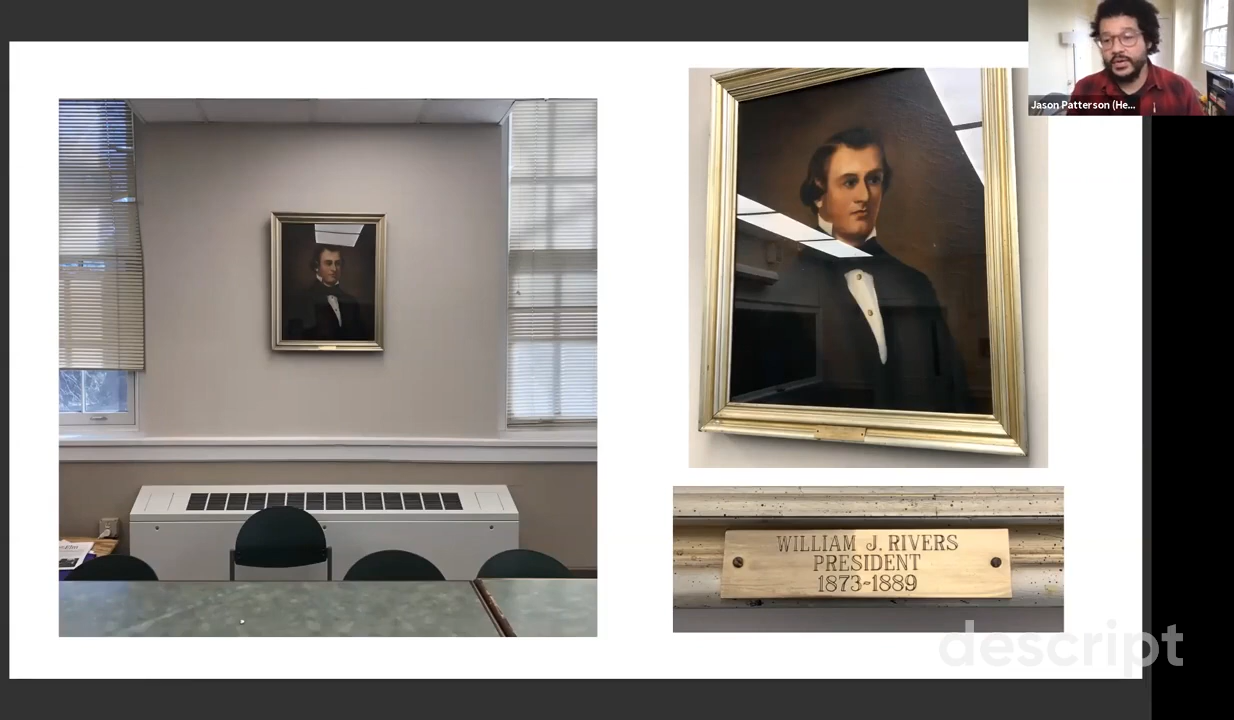 Jason Patterson (He...
WILLIAM J. RIVERS
PRESIDENT
1873-1889
descript